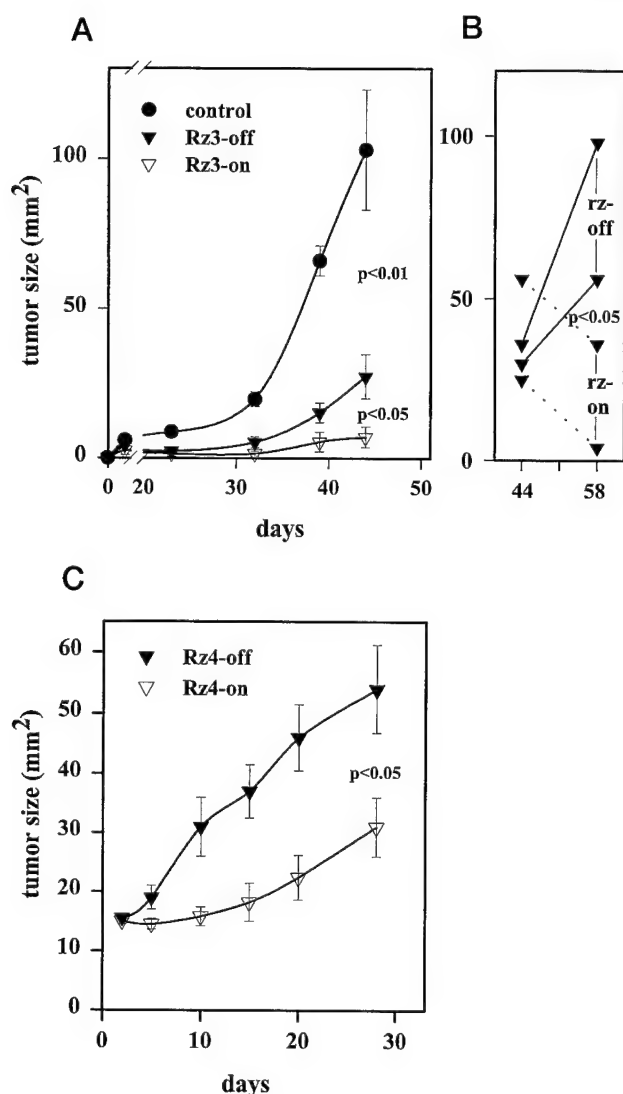 A
B
control
Rz3-off
Rz3-on
tumor size (mm²)
100
50
0
p<0.01
p<0.05
0 20 30 40 50
days
100
50
0
rz-
off
p<0.05
rz-
on
44 58
C
Rz4-off
Rz4-on
tumor size (mm²)
60
50
40
30
20
10
0
p<0.05
0 10 20 30
days